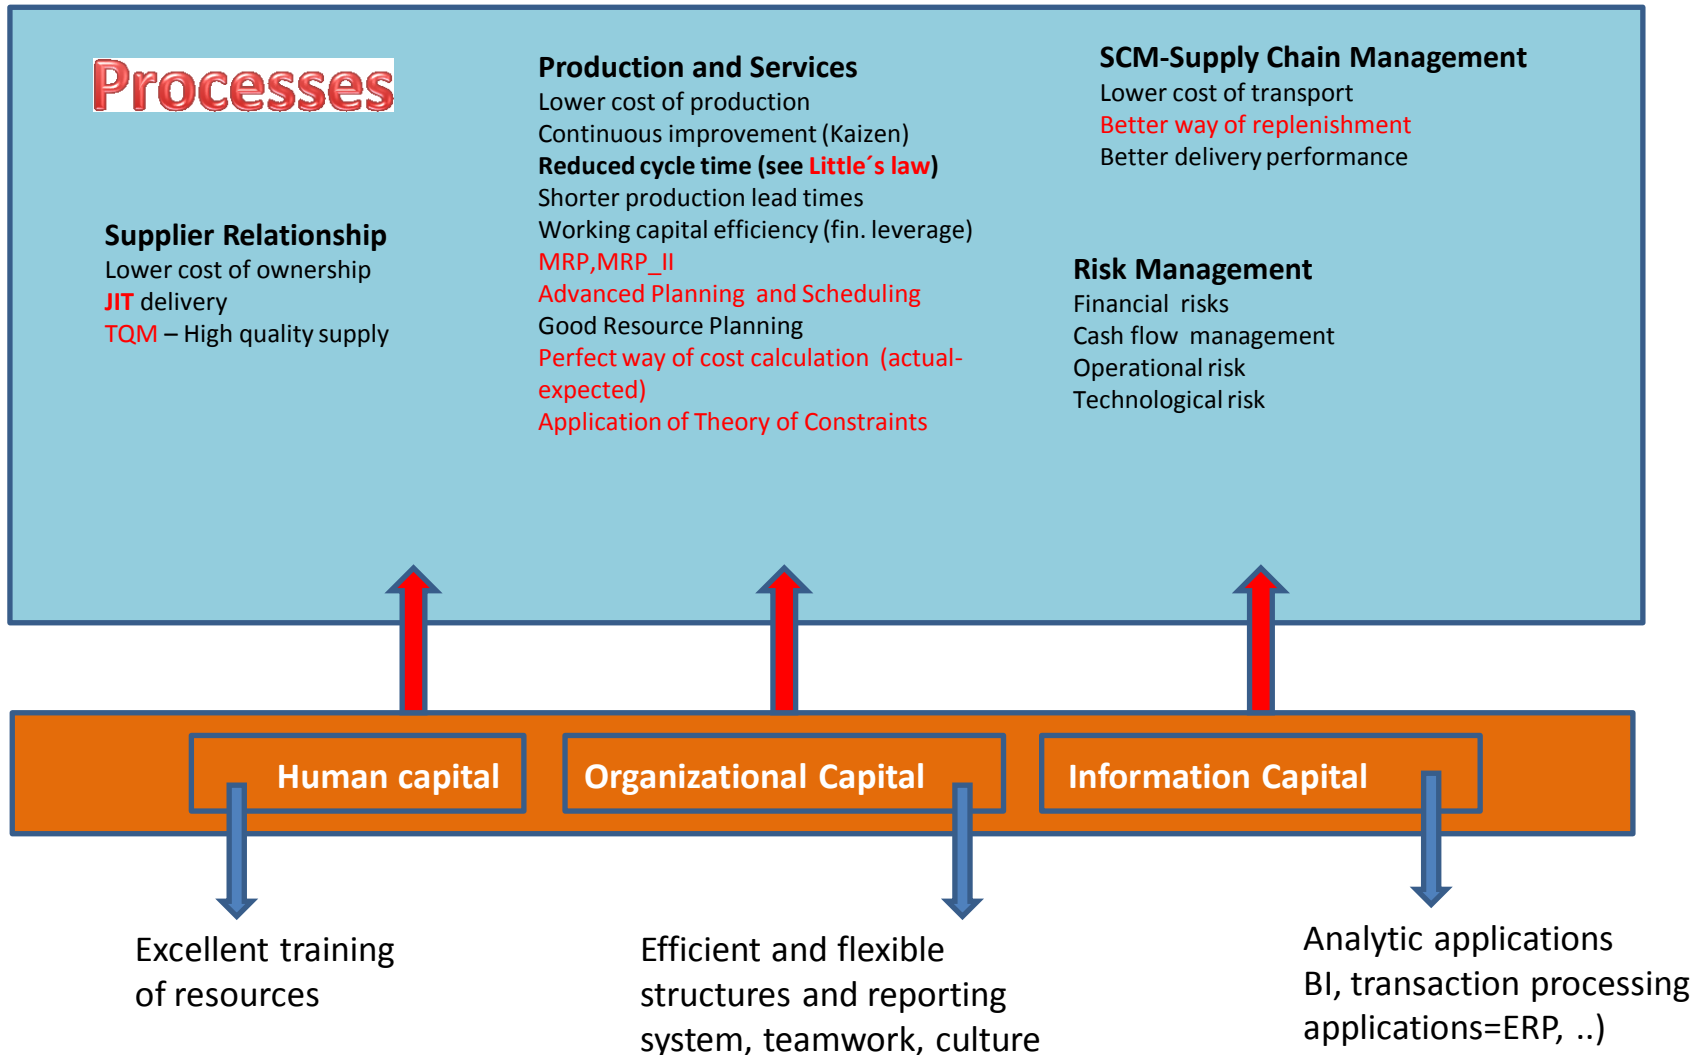 Processes
Supplier Relationship
Lower cost of ownership
JIT delivery
TQM – High quality supply
Production and Services
Lower cost of production
Continuous improvement (Kaizen)
Reduced cycle time (see Little´s law)
Shorter production lead times
Working capital efficiency (fin. leverage)
MRP,MRP_II
Advanced Planning and Scheduling
Good Resource Planning
Perfect way of cost calculation (actual-
expected)
Application of Theory of Constraints
SCM-Supply Chain Management
Lower cost of transport
Better way of replenishment
Better delivery performance
Risk Management
Financial risks
Cash flow management
Operational risk
Technological risk
Human capital
Organizational Capital
Information Capital
Excellent training
of resources
Efficient and flexible
structures and reporting
system, teamwork, culture
Analytic applications
BI, transaction processing
applications=ERP, ..)